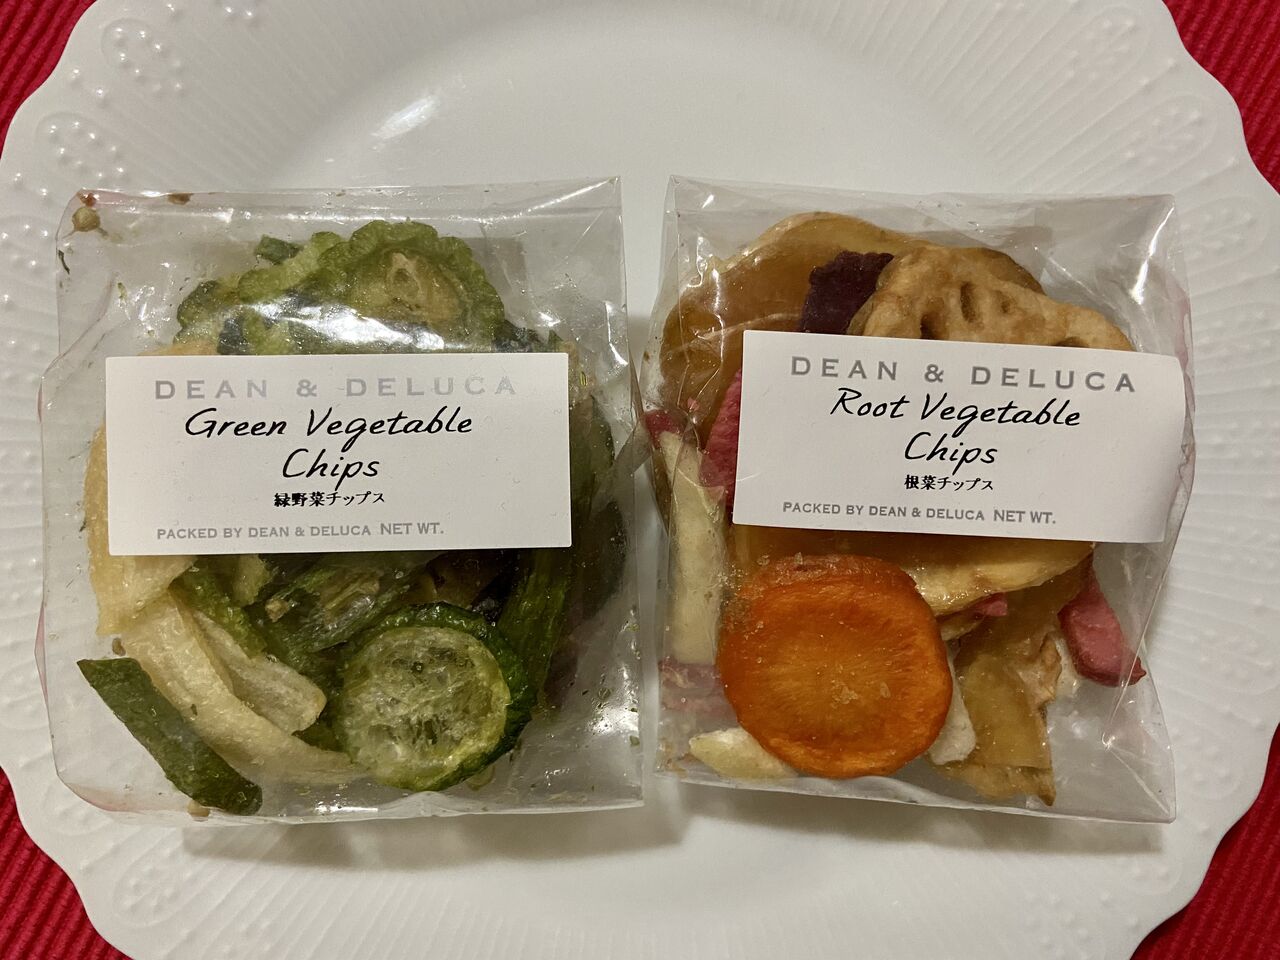 DEAN & DELUCA
Green Vegetable
Chips
緑野菜チップス
PACKED BY DEAN & DELUCA NET WT.
DEAN & DELUCA
Root Vegetable
Chips
根菜チップス
PACKED BY DEAN & DELUCA NET WT.